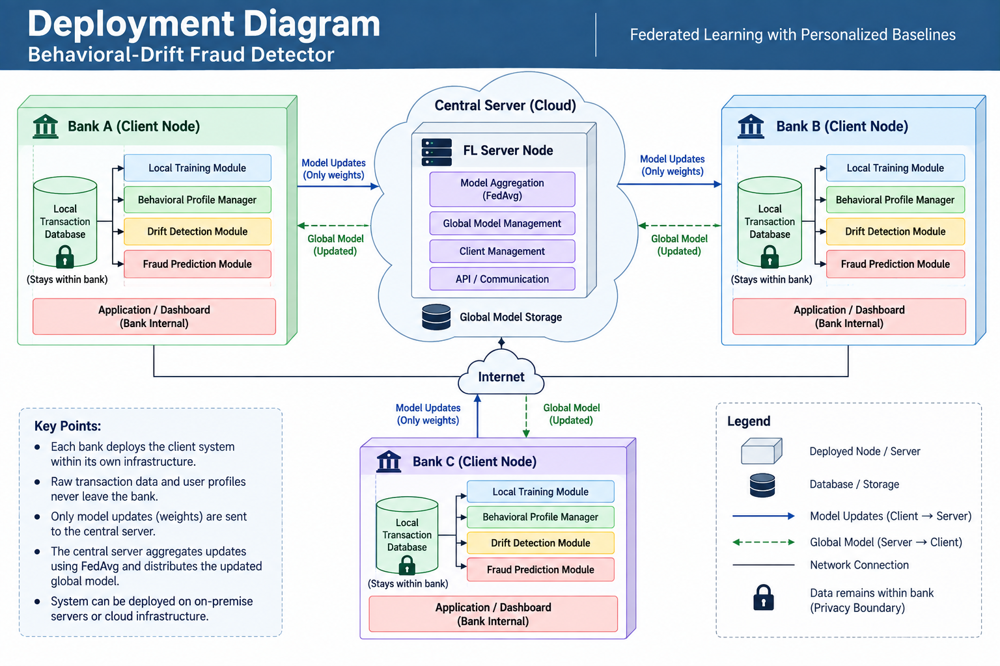 Deployment Diagram
Behavioral-Drift Fraud Detector
Federated Learning with Personalized Baselines
Bank A (Client Node)
Local
Transaction
Database
(Stays within bank)
Local Training Module
Behavioral Profile Manager
Drift Detection Module
Fraud Prediction Module
Application / Dashboard
(Bank Internal)
Model Updates
(Only weights)
Global Model
(Updated)
Central Server (Cloud)
FL Server Node
Model Aggregation
(FedAvg)
Global Model Management
Client Management
API / Communication
Global Model Storage
Model Updates
(Only weights)
Global Model
(Updated)
Bank B (Client Node)
Local
Transaction
Database
(Stays within bank)
Local Training Module
Behavioral Profile Manager
Drift Detection Module
Fraud Prediction Module
Application / Dashboard
(Bank Internal)
Internet
Model Updates
(Only weights)
Global Model
(Updated)
Bank C (Client Node)
Local
Transaction
Database
(Stays within bank)
Local Training Module
Behavioral Profile Manager
Drift Detection Module
Fraud Prediction Module
Application / Dashboard
(Bank Internal)
Key Points:
• Each bank deploys the client system
within its own infrastructure.
• Raw transaction data and user profiles
never leave the bank.
• Only model updates (weights) are sent
to the central server.
• The central server aggregates updates
using FedAvg and distributes the updated
global model.
• System can be deployed on on-premise
servers or cloud infrastructure.
Legend
Deployed Node / Server
Database / Storage
Model Updates (Client → Server)
Global Model (Server → Client)
Network Connection
Data remains within bank
(Privacy Boundary)